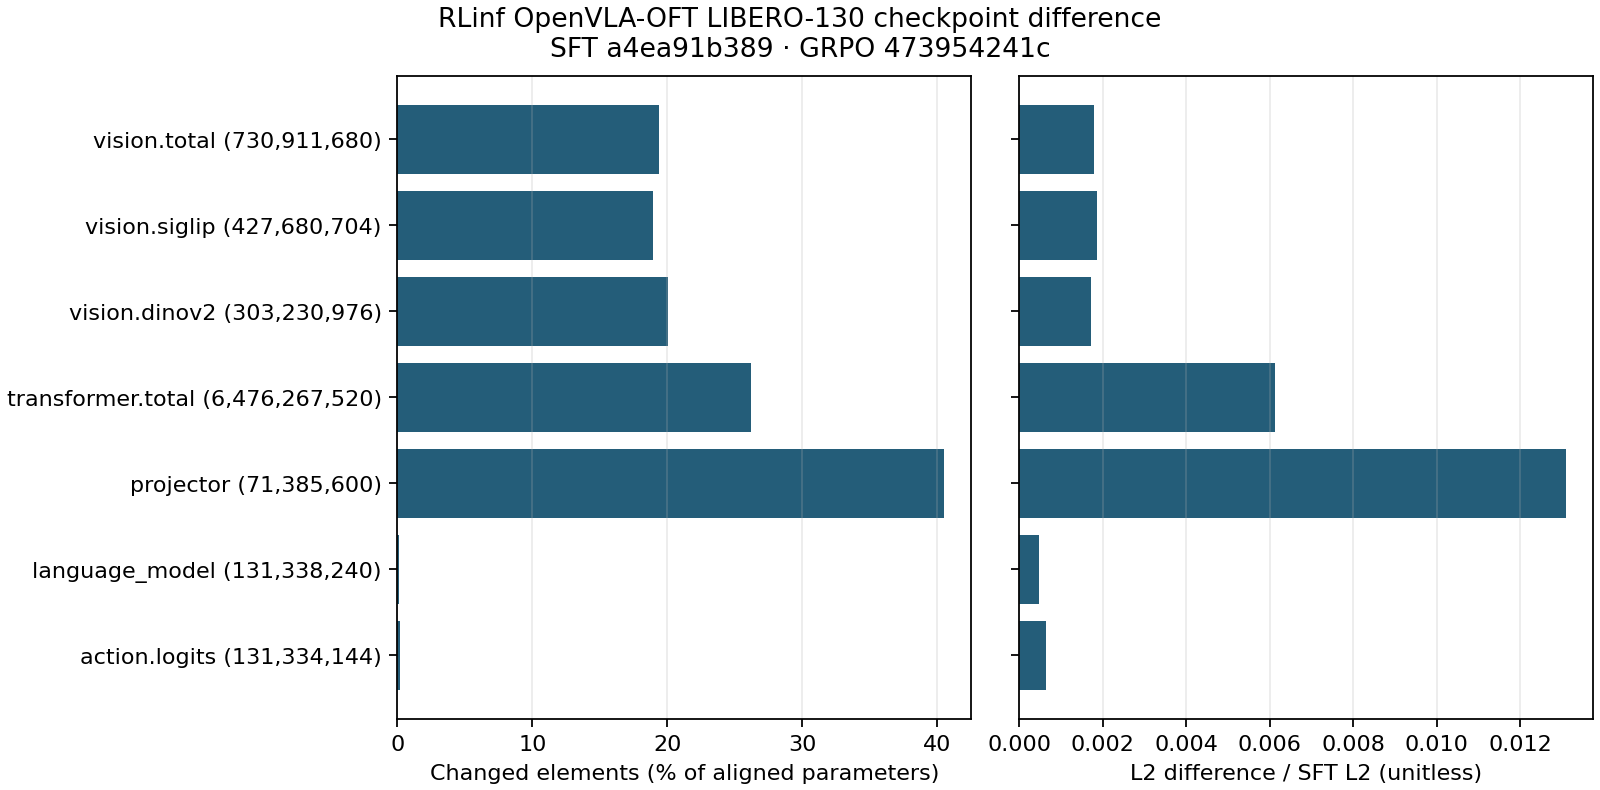 RLinf OpenVLA-OFT LIBERO-130 checkpoint difference
SFT a4ea91b389 · GRPO 473954241c
vision.total (730,911,680)
vision.siglip (427,680,704)
vision.dinov2 (303,230,976)
transformer.total (6,476,267,520)
projector (71,385,600)
language_model (131,338,240)
action.logits (131,334,144)
0 10 20 30 40
Changed elements (% of aligned parameters)
0.000 0.002 0.004 0.006 0.008 0.010 0.012
L2 difference / SFT L2 (unitless)